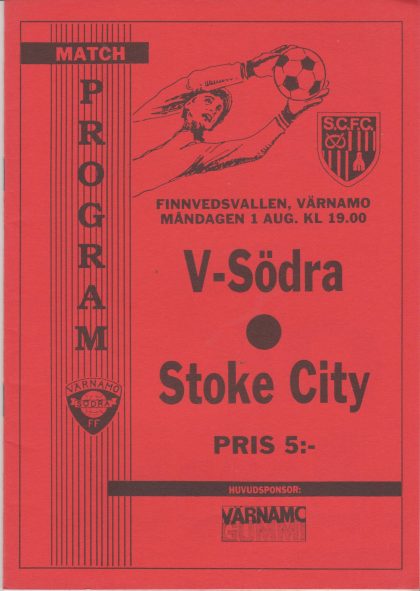 MATCH
PROGRAM
S.C.F.C.
FINNVEDSVALLEN, VÄRNAMO
MÅNDAGEN 1 AUG. KL 19.00
V-Södra
Stoke City
PRIS 5:-
VÄRNAMO
SÖDRA
FF
HUVUDSPONSOR:
VÄRNAMO
GUMMI